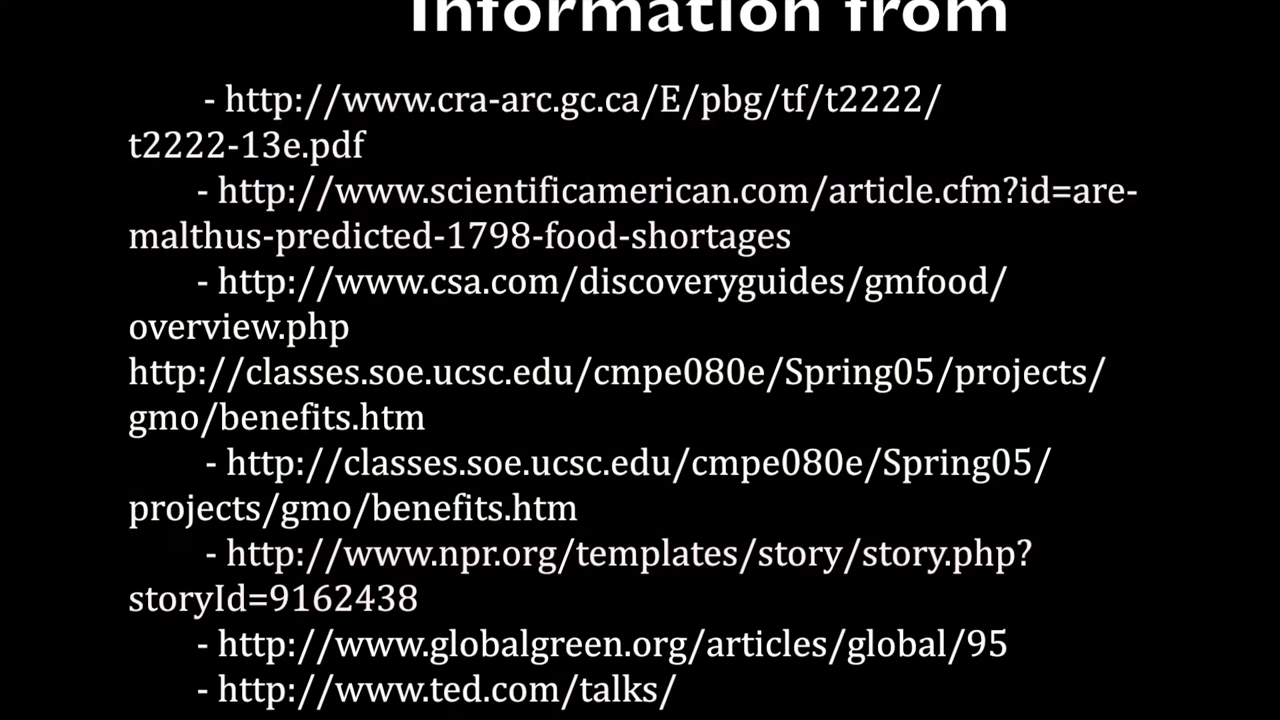 Information from
- http://www.cra-arc.gc.ca/E/pbg/tf/t2222/
t2222-13e.pdf
- http://www.scientificamerican.com/article.cfm?id=are-
malthus-predicted-1798-food-shortages
- http://www.csa.com/discoveryguides/gmfood/
overview.php
http://classes.soe.ucsc.edu/cmpe080e/Spring05/projects/
gmo/benefits.htm
- http://classes.soe.ucsc.edu/cmpe080e/Spring05/
projects/gmo/benefits.htm
- http://www.npr.org/templates/story/story.php?
storyId=9162438
- http://www.globalgreen.org/articles/global/95
- http://www.ted.com/talks/